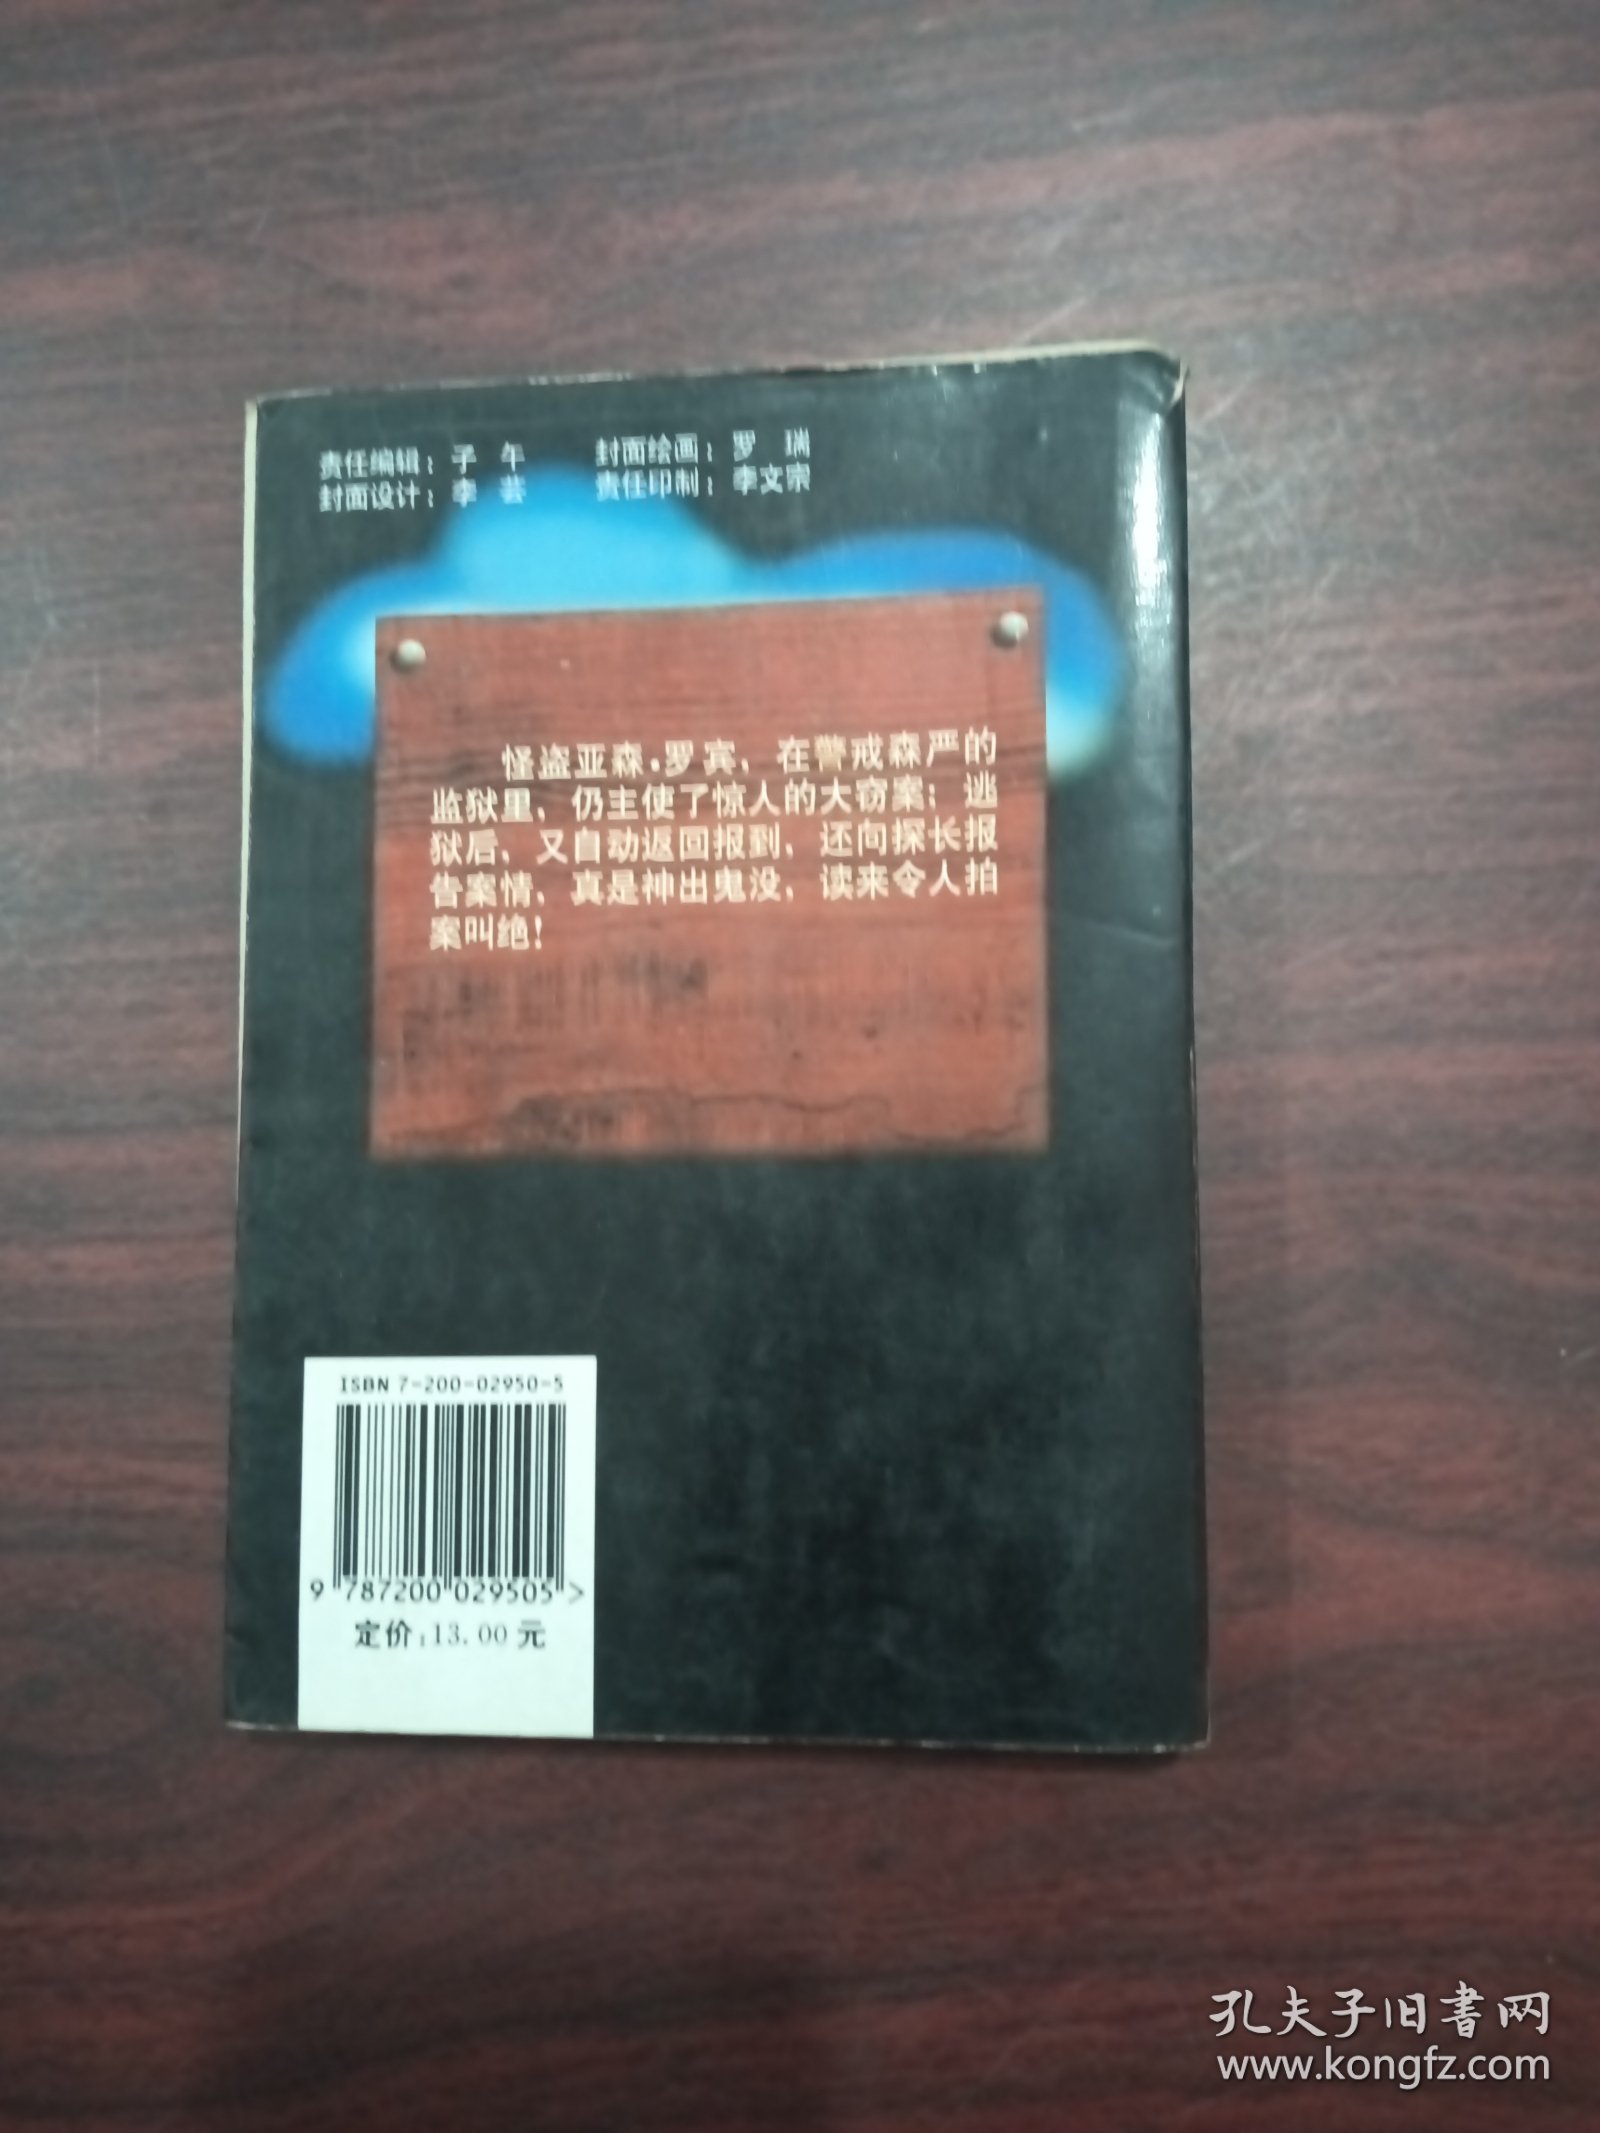 责任编辑：子　午　　封面绘画：罗　瑞
封面设计：李　芸　　责任印制：李文宗
怪盗亚森·罗宾，在警戒森严的
监狱里，仍主使了惊人的大窃案；逃
狱后，又自动返回报到，还向探长报
告案情，真是神出鬼没，读来令人拍
案叫绝！
ISBN 7-200-02950-5
9 787200 029505 >
定价：13.00 元
孔夫子旧书网
www.kongfz.com